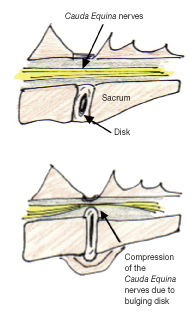 Cauda Equina nerves
Sacrum
Disk
Compression
of the
Cauda Equina
nerves due to
bulging disk